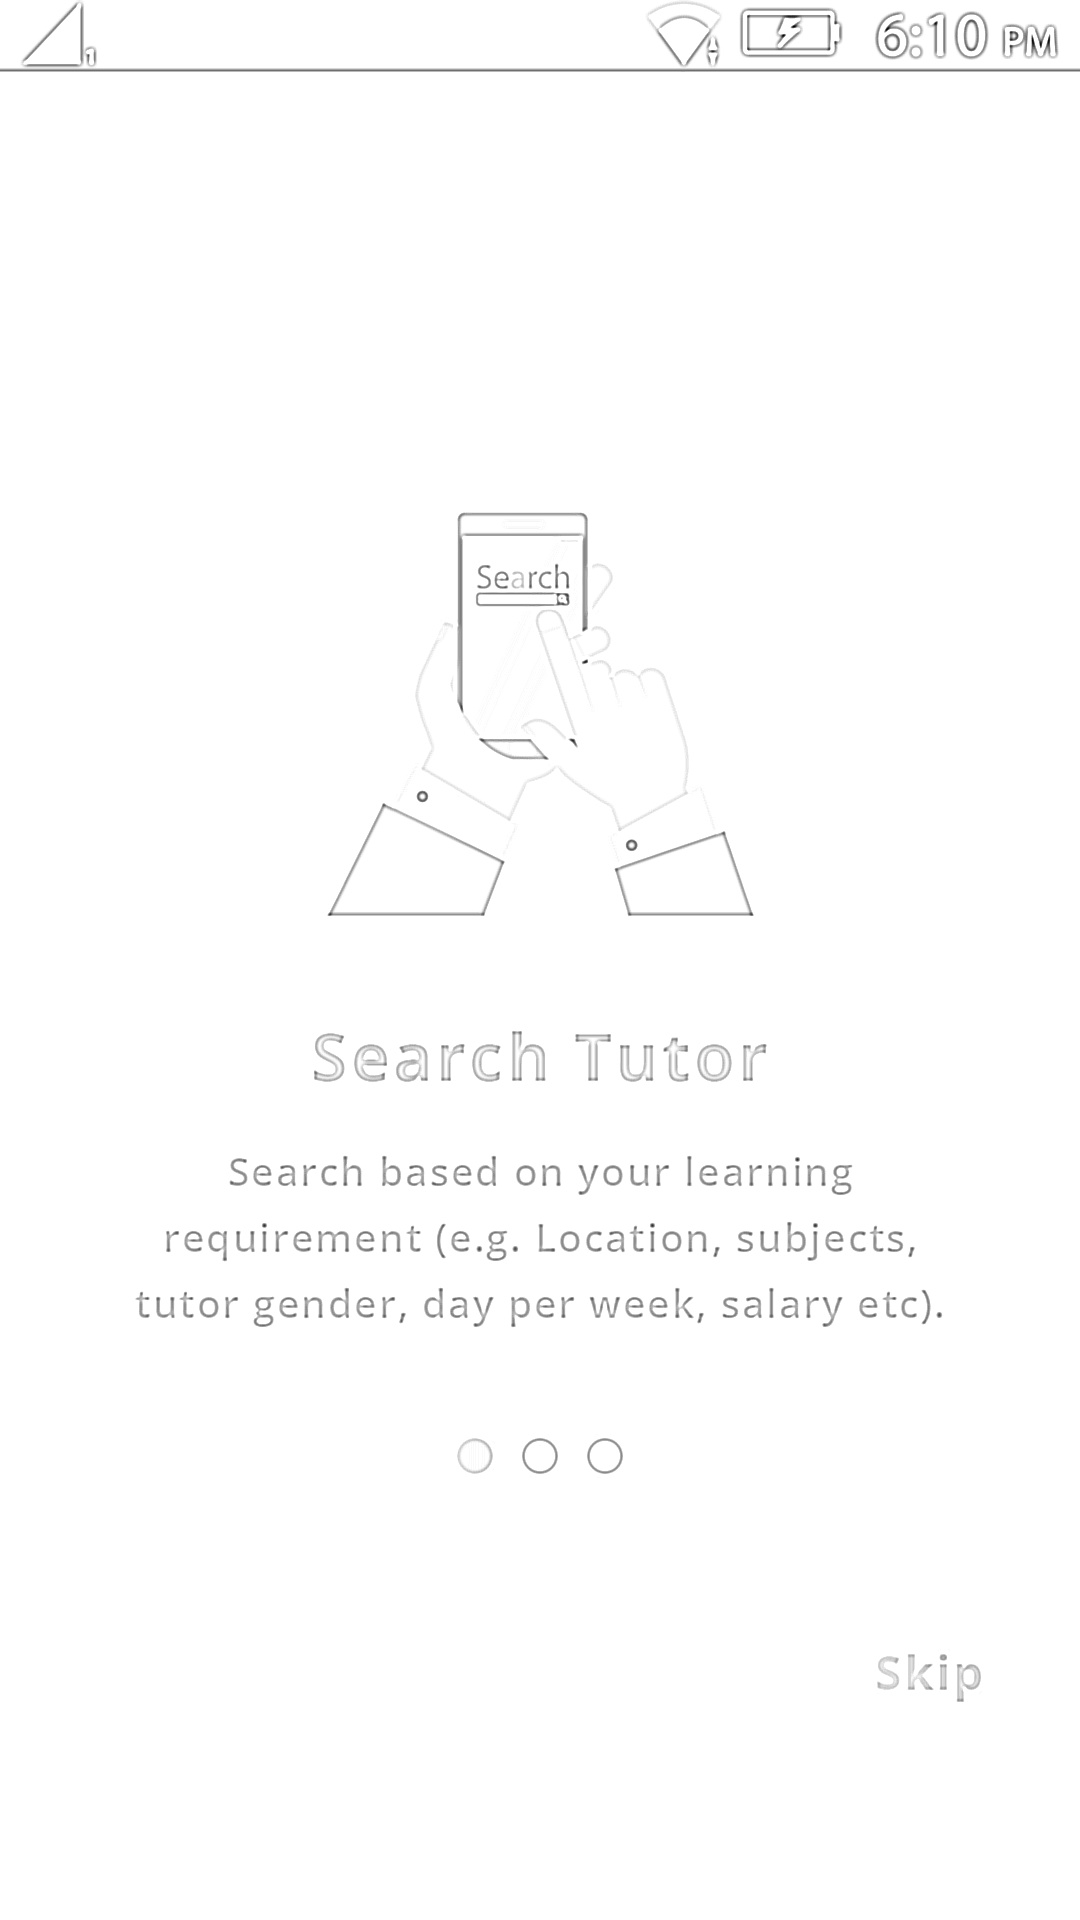 1 6:10 PM
Search
Search Tutor
Search based on your learning
requirement (e.g. Location, subjects,
tutor gender, day per week, salary etc).
Skip